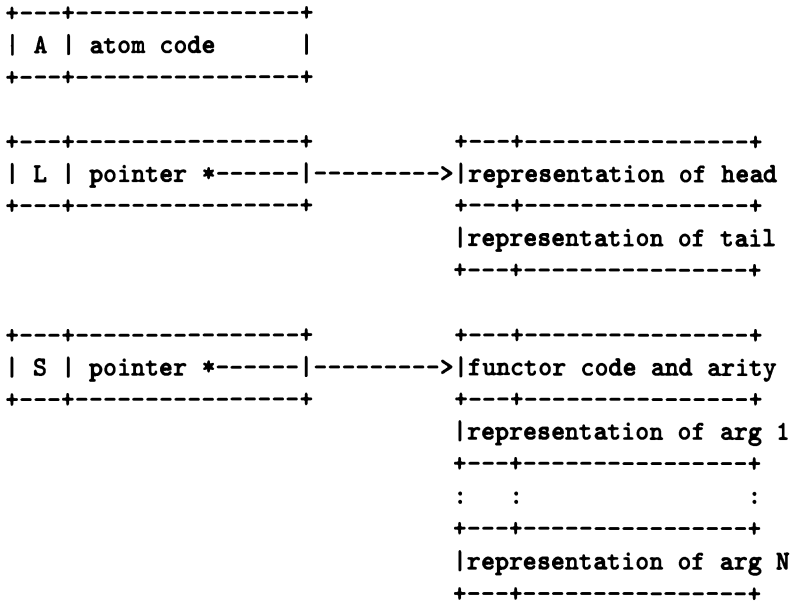 +---+----------------+
| A | atom code      |
+---+----------------+
+---+----------------+          +---+----------------+
| L | pointer *------|--------->|representation of head
+---+----------------+          +---+----------------+
                                |representation of tail
                                +---+----------------+
+---+----------------+          +---+----------------+
| S | pointer *------|--------->|functor code and arity
+---+----------------+          +---+----------------+
                                |representation of arg 1
                                +---+----------------+
                                :   :                :
                                +---+----------------+
                                |representation of arg N
                                +---+----------------+